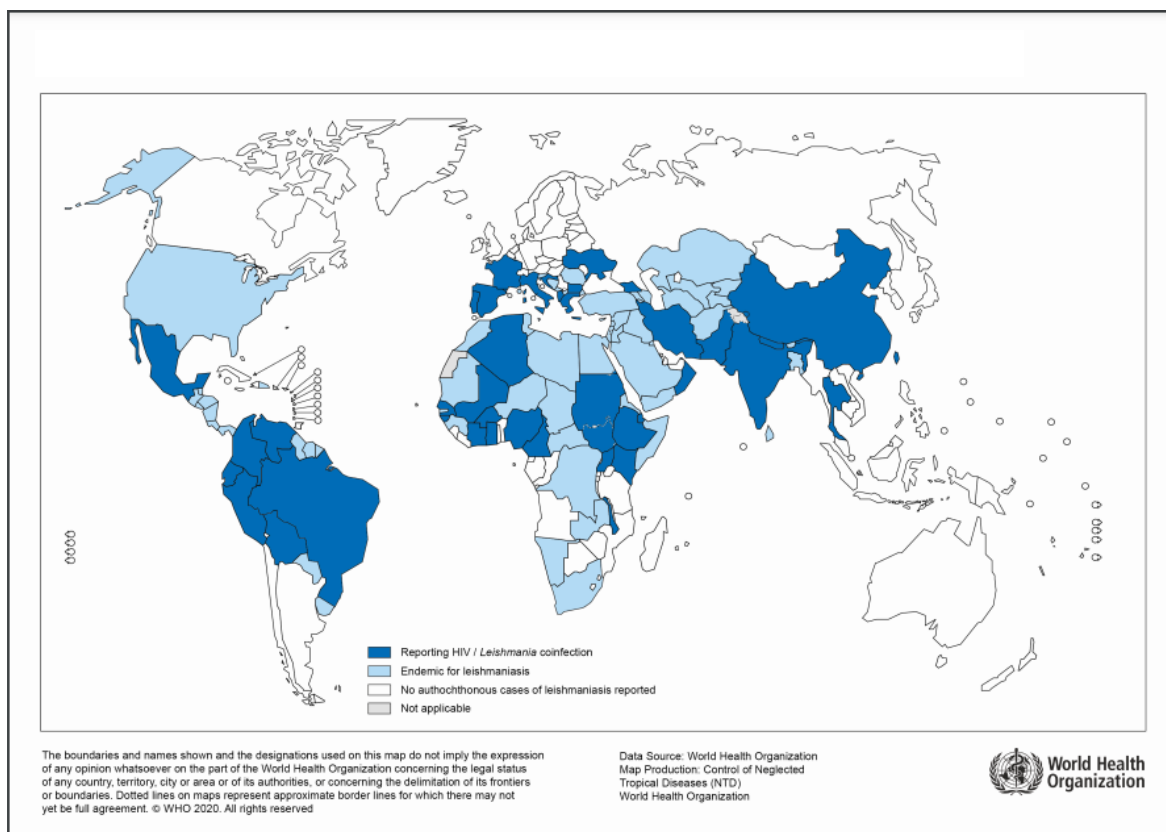 Reporting HIV / Leishmania coinfection
Endemic for leishmaniasis
No authochthonous cases of leishmaniasis reported
Not applicable
The boundaries and names shown and the designations used on this map do not imply the expression
of any opinion whatsoever on the part of the World Health Organization concerning the legal status
of any country, territory, city or area or of its authorities, or concerning the delimitation of its frontiers
or boundaries. Dotted lines on maps represent approximate border lines for which there may not
yet be full agreement. © WHO 2020. All rights reserved
Data Source: World Health Organization
Map Production: Control of Neglected
Tropical Diseases (NTD)
World Health Organization
World Health
Organization